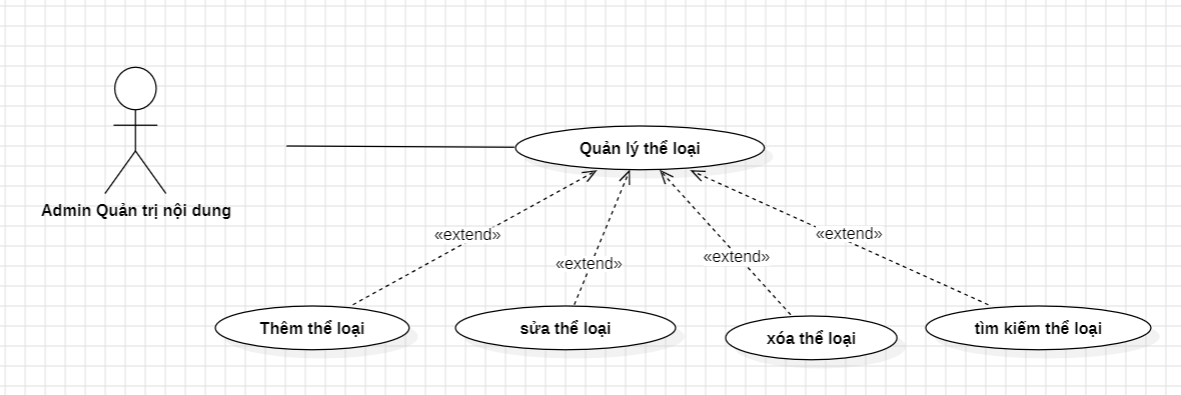 Quản lý thể loại
Admin Quản trị nội dung
«extend»
«extend»
«extend»
«extend»
Thêm thể loại
sửa thể loại
xóa thể loại
tìm kiếm thể loại